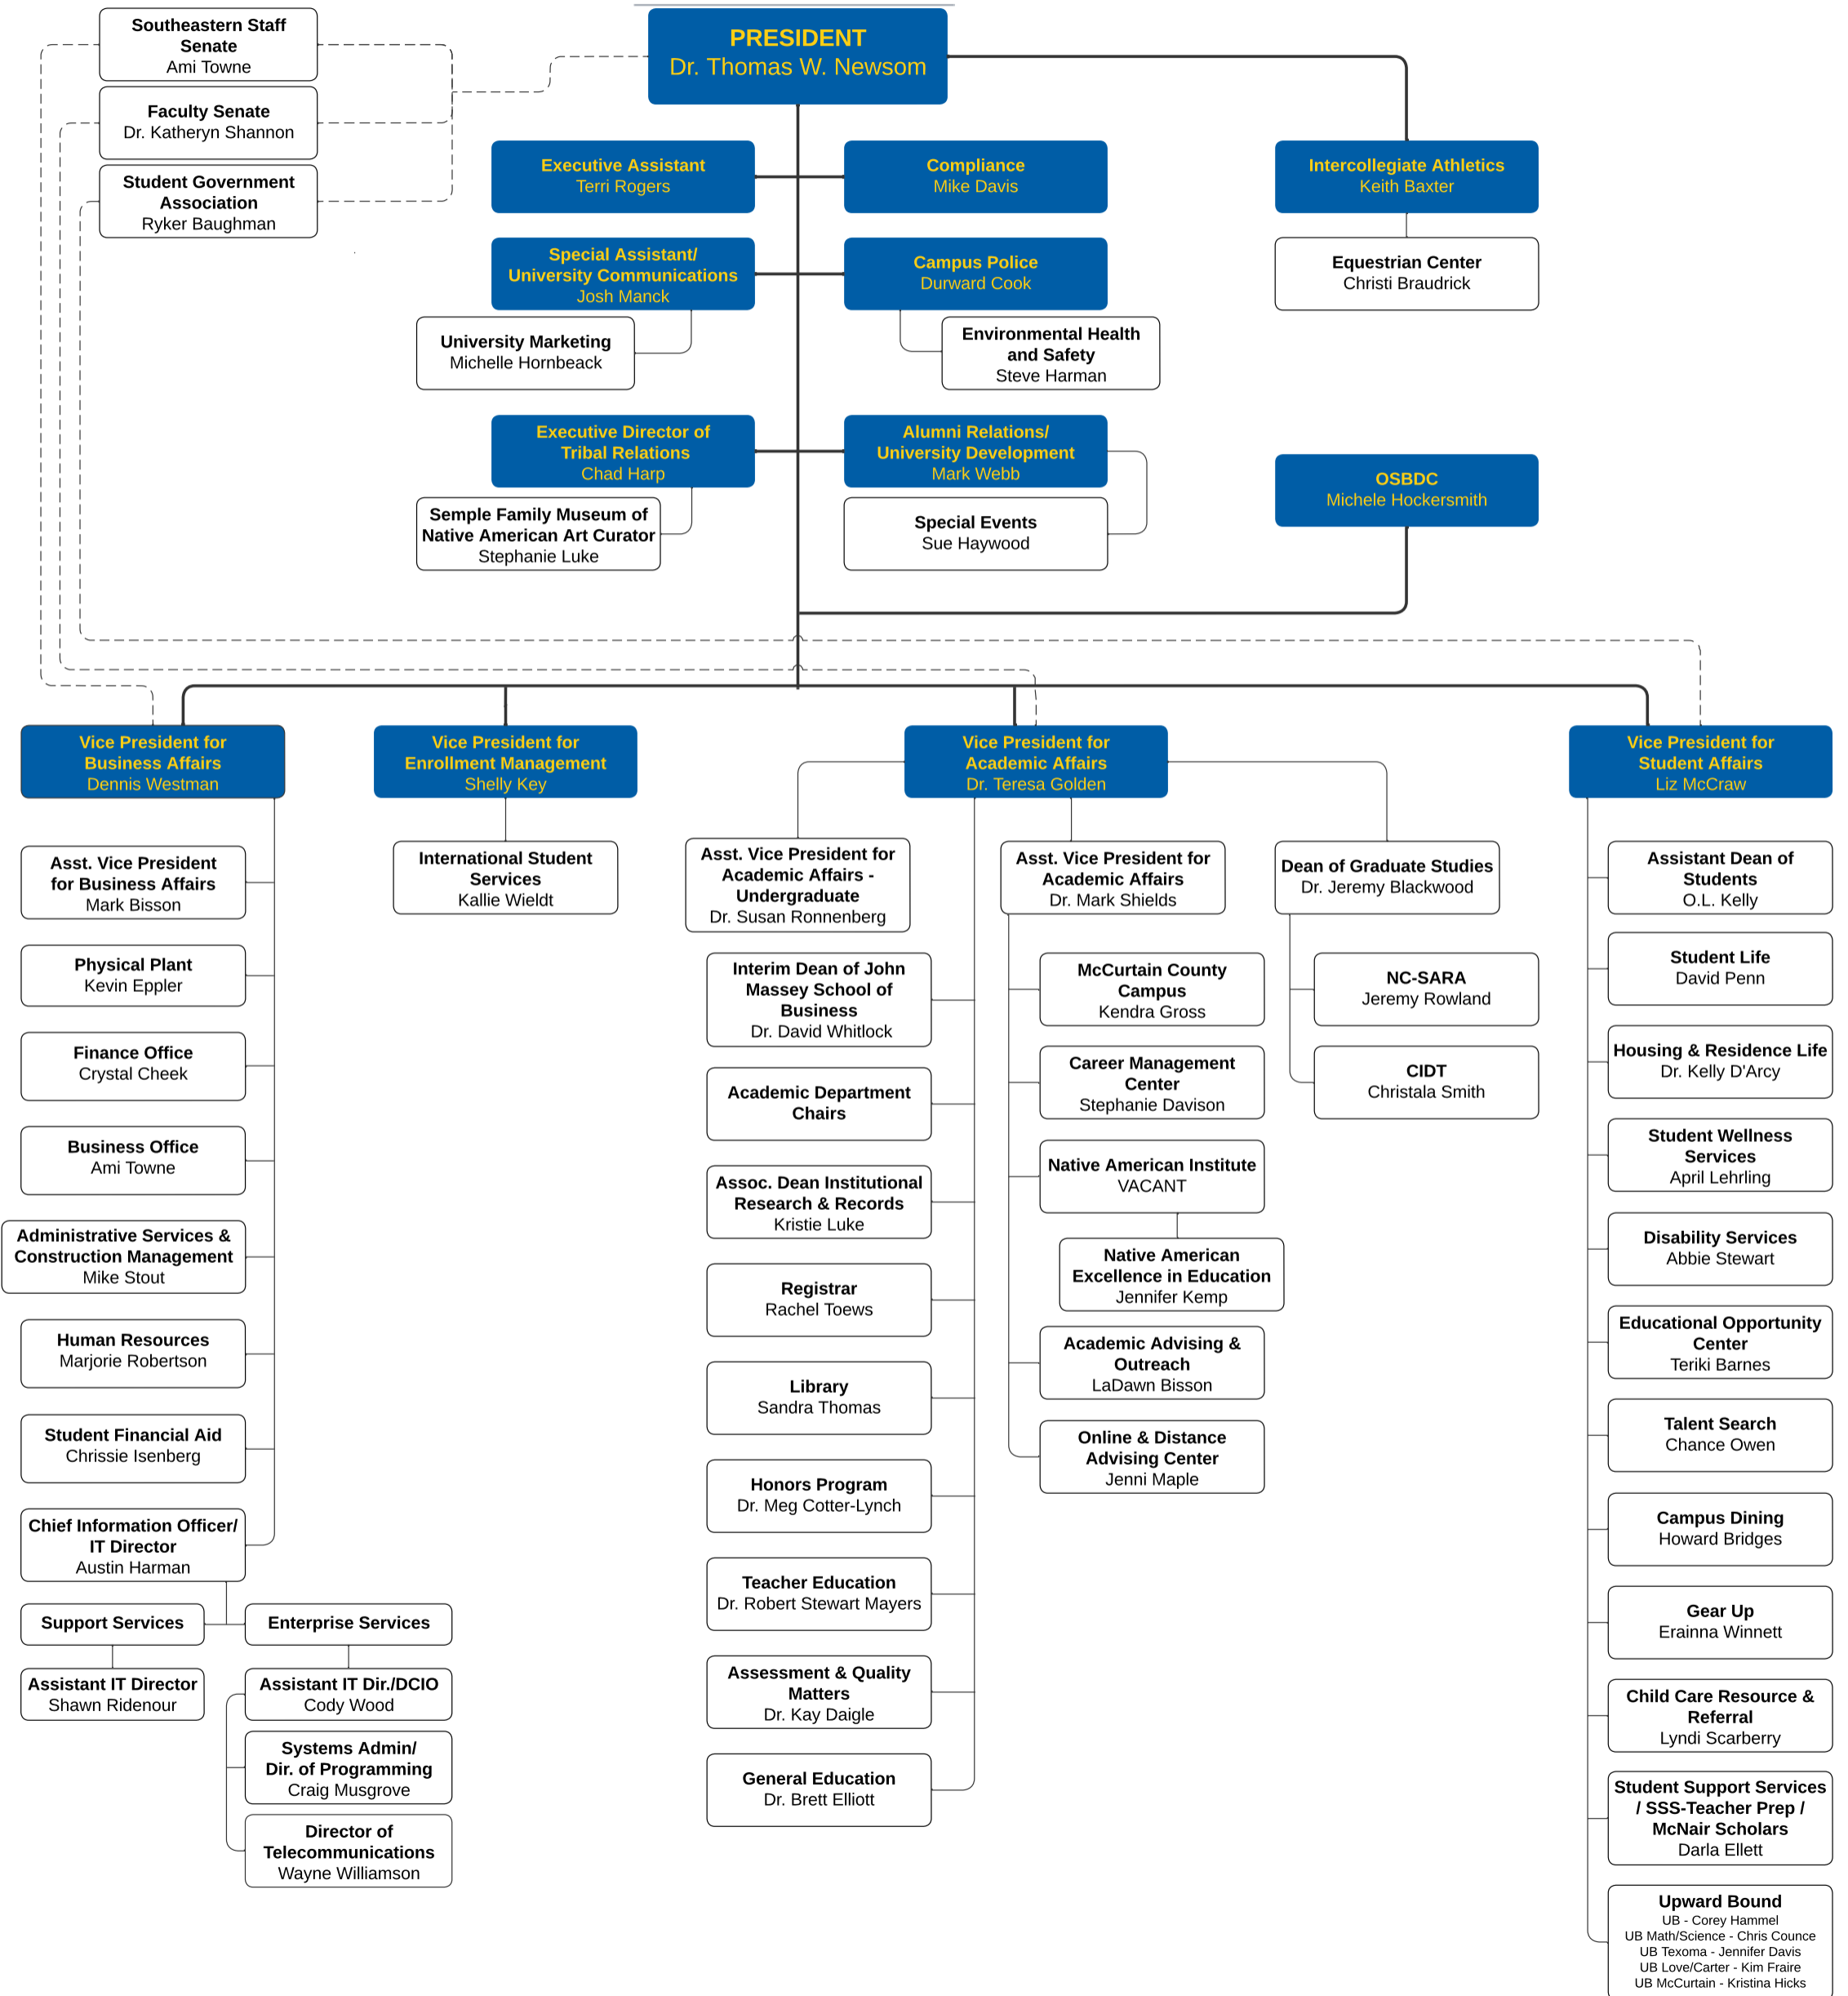 Southeastern Staff
Senate
Ami Towne
Faculty Senate
Dr. Katheryn Shannon
Student Government
Association
Ryker Baughman
PRESIDENT
Dr. Thomas W. Newsom
Executive Assistant
Terri Rogers
Compliance
Mike Davis
Intercollegiate Athletics
Keith Baxter
Special Assistant/
University Communications
Josh Manck
Campus Police
Durward Cook
Equestrian Center
Christi Braudrick
University Marketing
Michelle Hornbeack
Environmental Health
and Safety
Steve Harman
Executive Director of
Tribal Relations
Chad Harp
Alumni Relations/
University Development
Mark Webb
OSBDC
Michele Hockersmith
Semple Family Museum of
Native American Art Curator
Stephanie Luke
Special Events
Sue Haywood
Vice President for
Business Affairs
Dennis Westman
Vice President for
Enrollment Management
Shelly Key
Vice President for
Academic Affairs
Dr. Teresa Golden
Vice President for
Student Affairs
Liz McCraw
Asst. Vice President
for Business Affairs
Mark Bisson
Physical Plant
Kevin Eppler
Finance Office
Crystal Cheek
Business Office
Ami Towne
Administrative Services &
Construction Management
Mike Stout
Human Resources
Marjorie Robertson
Student Financial Aid
Chrissie Isenberg
Chief Information Officer/
IT Director
Austin Harman
Support Services
Enterprise Services
Assistant IT Director
Shawn Ridenour
Assistant IT Dir./DCIO
Cody Wood
Systems Admin/
Dir. of Programming
Craig Musgrove
Director of
Telecommunications
Wayne Williamson
International Student
Services
Kallie Wieldt
Asst. Vice President for
Academic Affairs -
Undergraduate
Dr. Susan Ronnenberg
Interim Dean of John
Massey School of
Business
Dr. David Whitlock
Academic Department
Chairs
Assoc. Dean Institutional
Research & Records
Kristie Luke
Registrar
Rachel Toews
Library
Sandra Thomas
Honors Program
Dr. Meg Cotter-Lynch
Teacher Education
Dr. Robert Stewart Mayers
Assessment & Quality
Matters
Dr. Kay Daigle
General Education
Dr. Brett Elliott
Asst. Vice President for
Academic Affairs
Dr. Mark Shields
McCurtain County
Campus
Kendra Gross
Career Management
Center
Stephanie Davison
Native American Institute
VACANT
Native American
Excellence in Education
Jennifer Kemp
Academic Advising &
Outreach
LaDawn Bisson
Online & Distance
Advising Center
Jenni Maple
Dean of Graduate Studies
Dr. Jeremy Blackwood
NC-SARA
Jeremy Rowland
CIDT
Christala Smith
Assistant Dean of
Students
O.L. Kelly
Student Life
David Penn
Housing & Residence Life
Dr. Kelly D'Arcy
Student Wellness
Services
April Lehrling
Disability Services
Abbie Stewart
Educational Opportunity
Center
Teriki Barnes
Talent Search
Chance Owen
Campus Dining
Howard Bridges
Gear Up
Erainna Winnett
Child Care Resource &
Referral
Lyndi Scarberry
Student Support Services
/ SSS-Teacher Prep /
McNair Scholars
Darla Ellett
Upward Bound
UB - Corey Hammel
UB Math/Science - Chris Counce
UB Texoma - Jennifer Davis
UB Love/Carter - Kim Fraire
UB McCurtain - Kristina Hicks